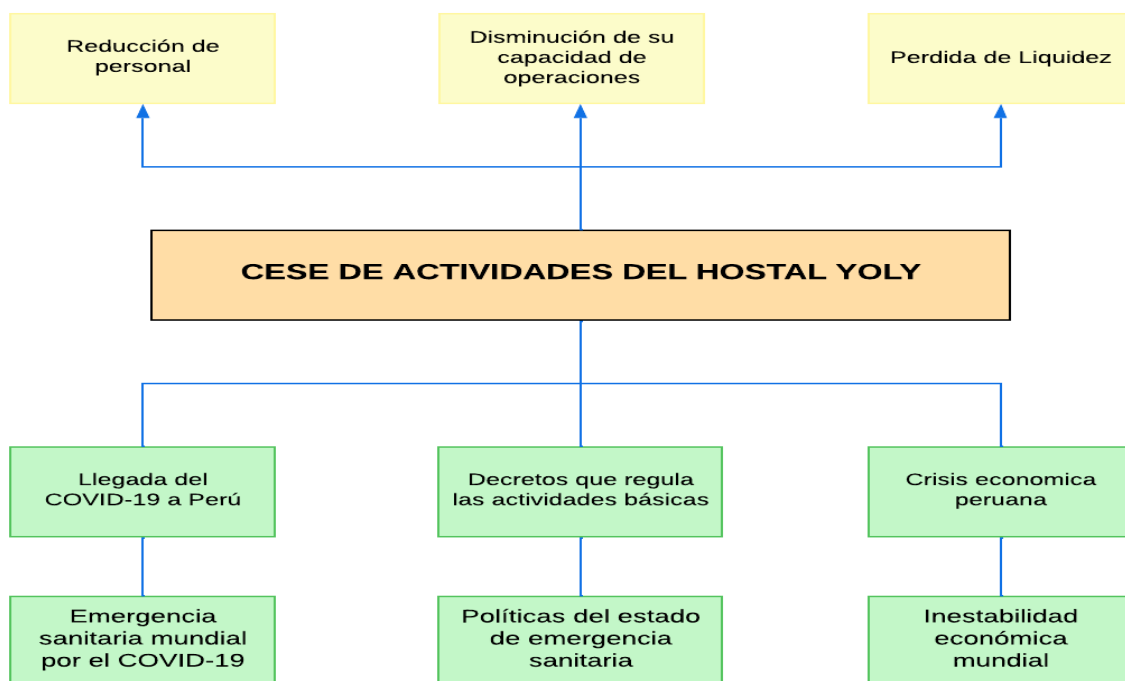 Reducción de
personal
Disminución de su
capacidad de
operaciones
Perdida de Liquidez
CESE DE ACTIVIDADES DEL HOSTAL YOLY
Llegada del
COVID-19 a Perú
Decretos que regula
las actividades básicas
Crisis economica
peruana
Emergencia
sanitaria mundial
por el COVID-19
Políticas del estado
de emergencia
sanitaria
Inestabilidad
económica
mundial